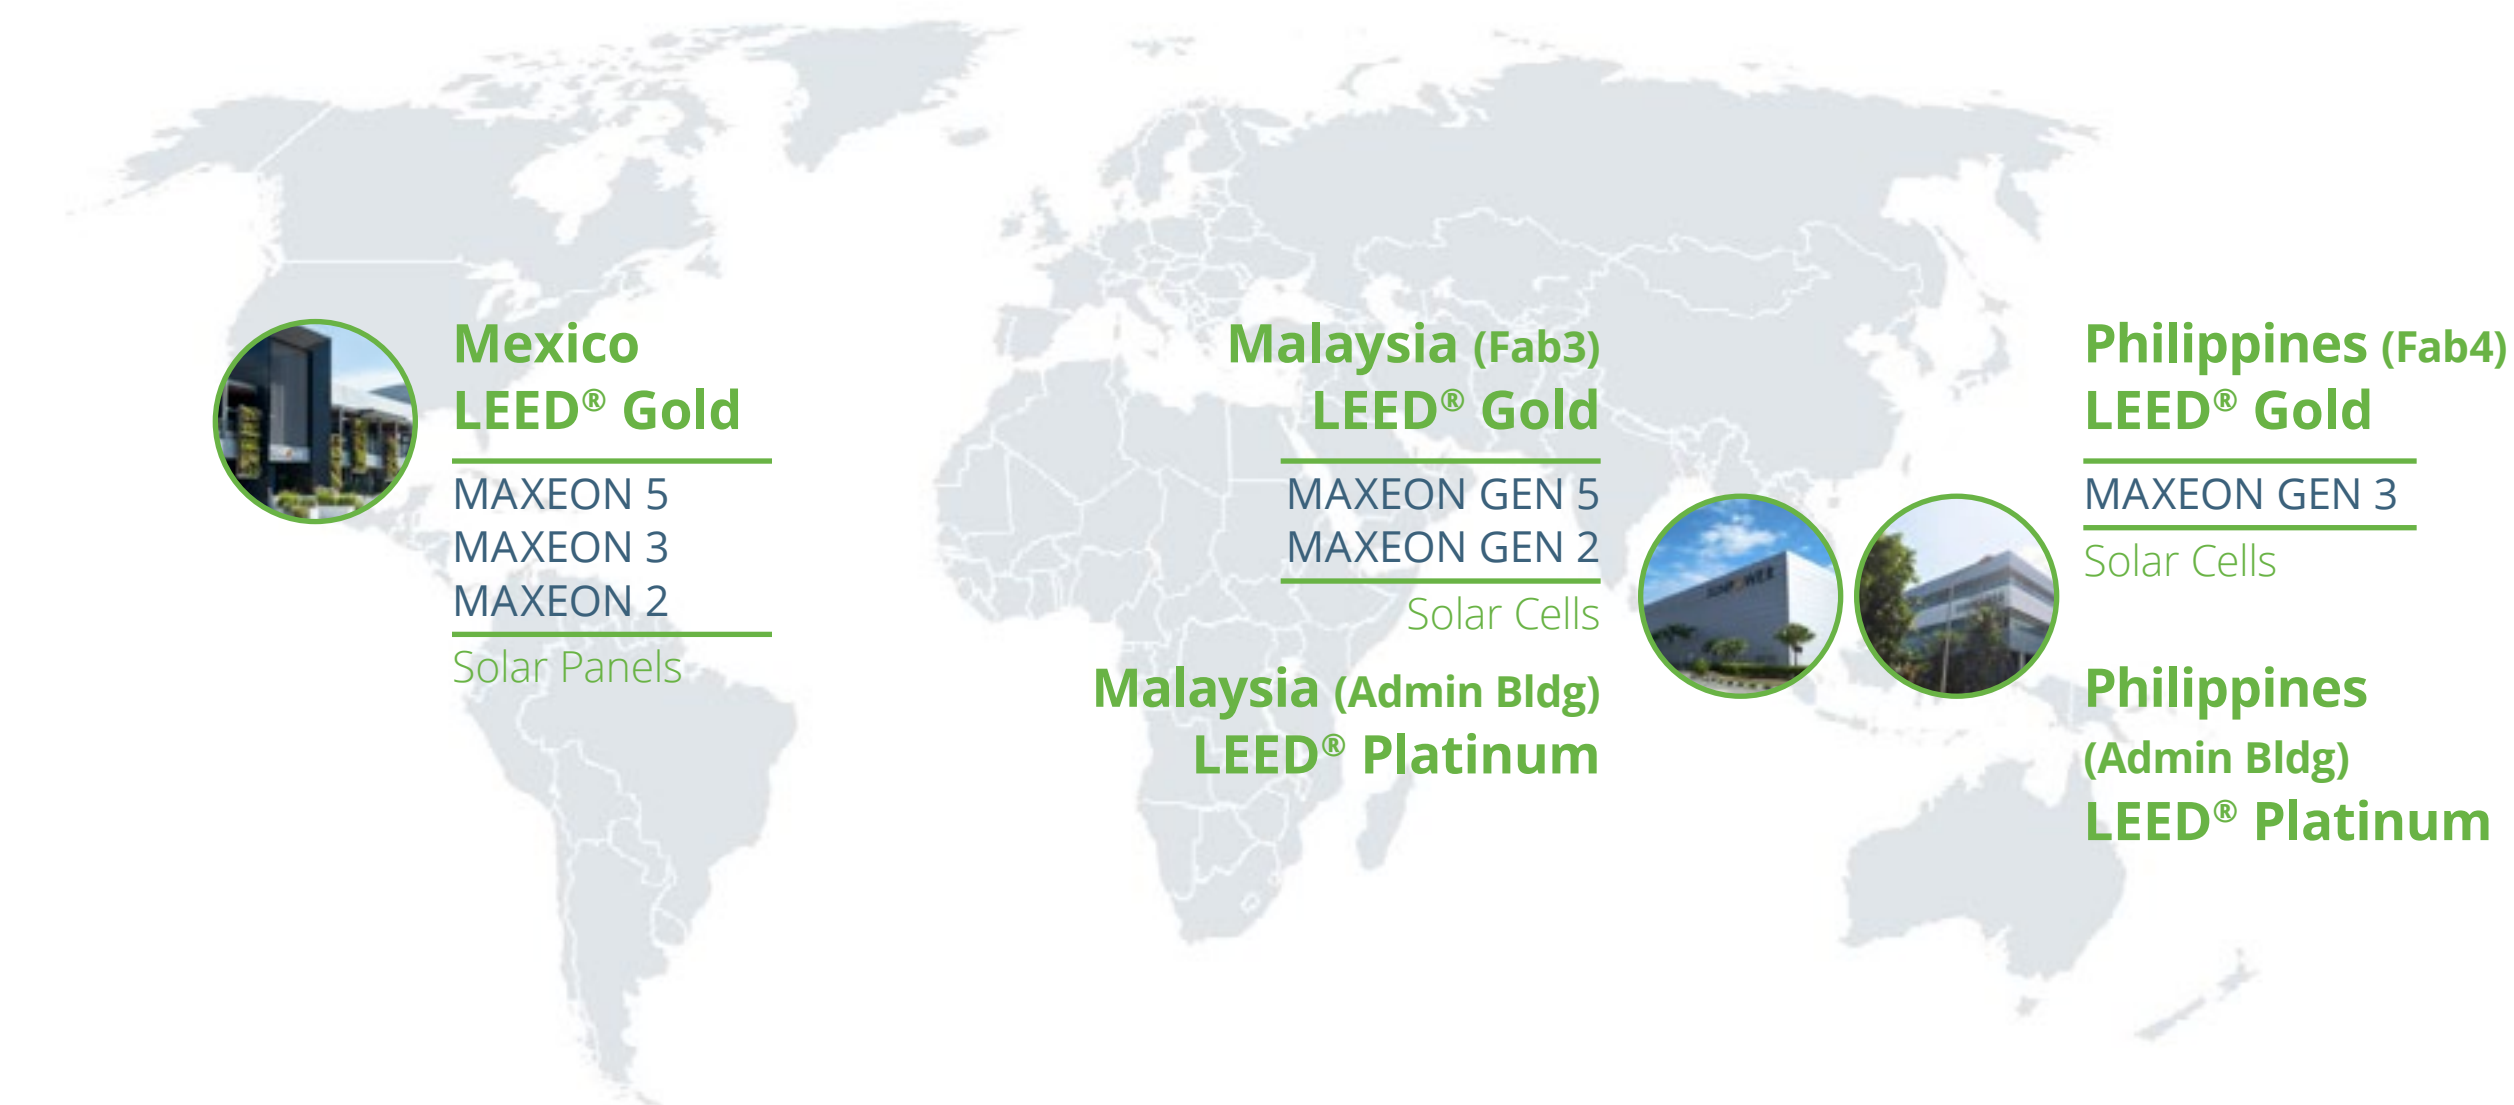 Mexico
LEED® Gold
MAXEON 5
MAXEON 3
MAXEON 2
Solar Panels
Malaysia (Fab3)
LEED® Gold
MAXEON GEN 5
MAXEON GEN 2
Solar Cells
Malaysia (Admin Bldg)
LEED® Platinum
Philippines (Fab4)
LEED® Gold
MAXEON GEN 3
Solar Cells
Philippines
(Admin Bldg)
LEED® Platinum